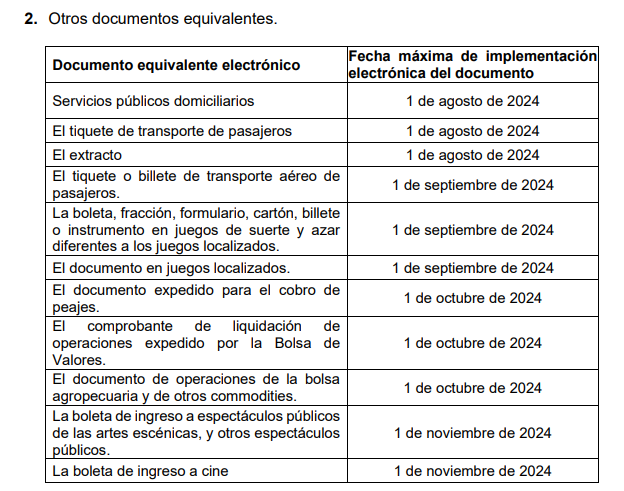 2. Otros documentos equivalentes.
Documento equivalente electrónico
Fecha máxima de implementación
electrónica del documento
Servicios públicos domiciliarios
1 de agosto de 2024
El tiquete de transporte de pasajeros
1 de agosto de 2024
El extracto
1 de agosto de 2024
El tiquete o billete de transporte aéreo de
pasajeros.
1 de septiembre de 2024
La boleta, fracción, formulario, cartón, billete
o instrumento en juegos de suerte y azar
diferentes a los juegos localizados.
1 de septiembre de 2024
El documento en juegos localizados.
1 de septiembre de 2024
El documento expedido para el cobro de
peajes.
1 de octubre de 2024
El comprobante de liquidación de
operaciones expedido por la Bolsa de
Valores.
1 de octubre de 2024
El documento de operaciones de la bolsa
agropecuaria y de otros commodities.
1 de octubre de 2024
La boleta de ingreso a espectáculos públicos
de las artes escénicas, y otros espectáculos
públicos.
1 de noviembre de 2024
La boleta de ingreso a cine
1 de noviembre de 2024